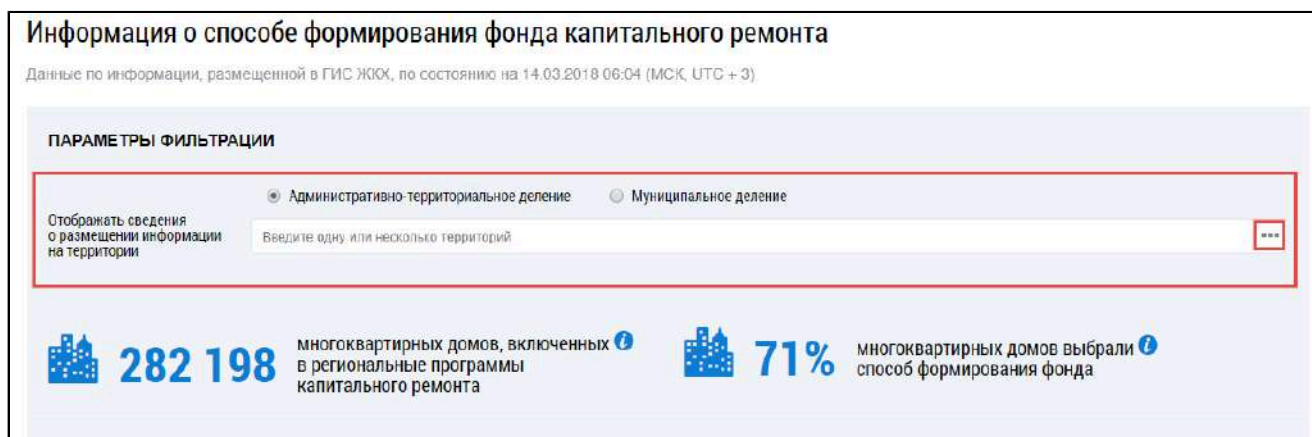 Информация о способе формирования фонда капитального ремонта
Данные по информации, размещенной в ГИС ЖКХ, по состоянию на 14.03.2018 06:04 (МСК, UTC + 3)
ПАРАМЕТРЫ ФИЛЬТРАЦИИ
Административно-территориальное деление Муниципальное деление
Отображать сведения
о размещении информации
на территории
Введите одну или несколько территорий
282 198
многоквартирных домов, включенных
в региональные программы
капитального ремонта
71%
многоквартирных домов выбрали
способ формирования фонда